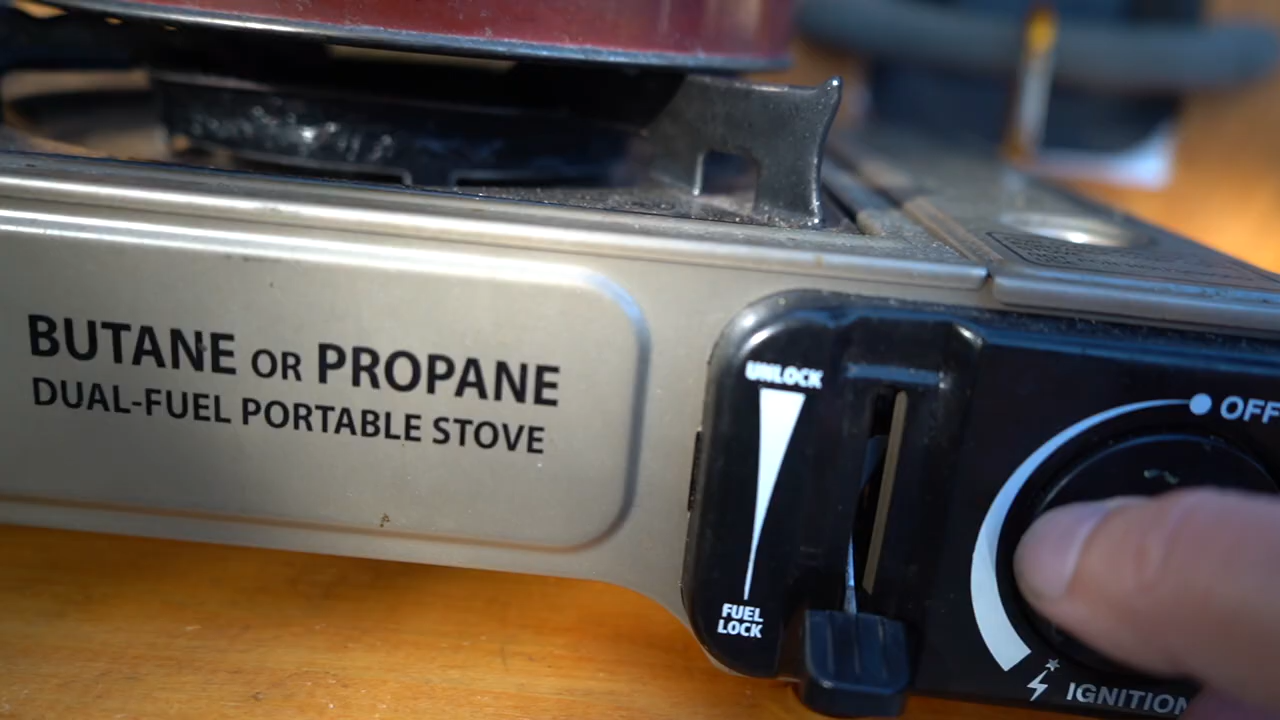 BUTANE OR PROPANE
DUAL-FUEL PORTABLE STOVE
UNLOCK
FUEL
LOCK
OFF
IGNITION